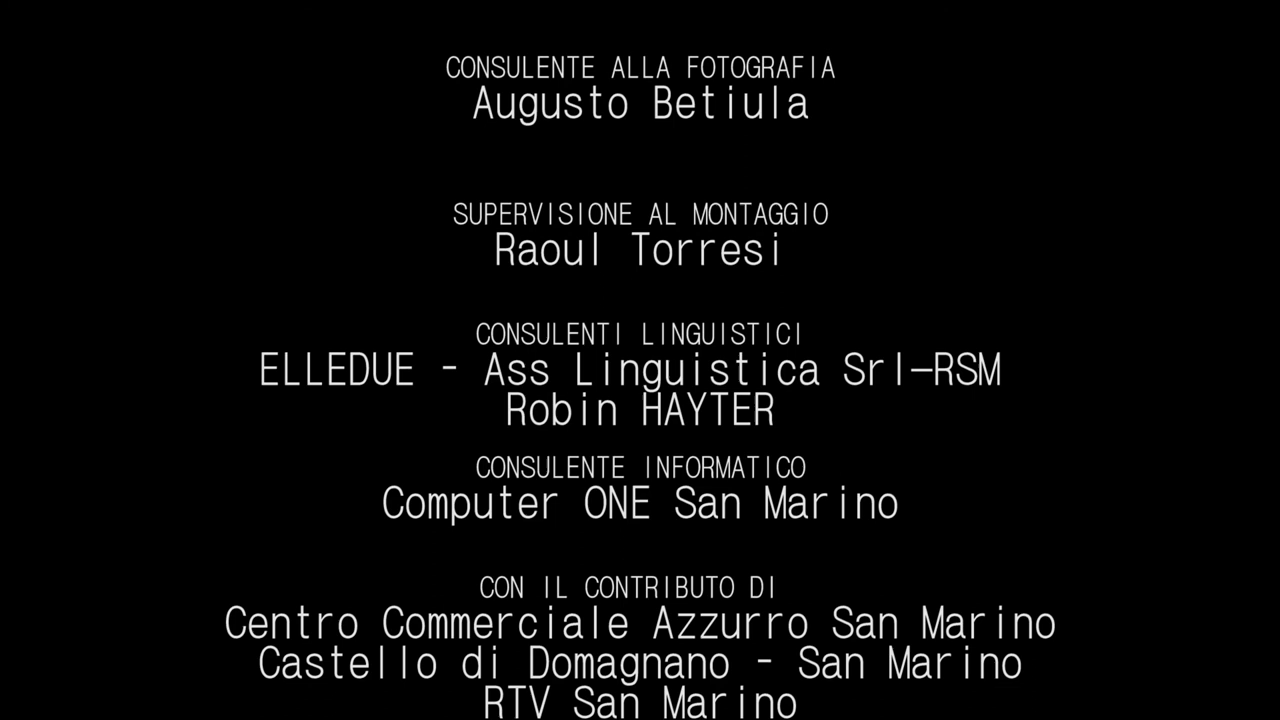 CONSULENTE ALLA FOTOGRAFIA
Augusto Betiula
SUPERVISIONE AL MONTAGGIO
Raoul Torresi
CONSULENTI LINGUISTICI
ELLEDUE - Ass Linguistica Srl–RSM
Robin HAYTER
CONSULENTE INFORMATICO
Computer ONE San Marino
CON IL CONTRIBUTO DI
Centro Commerciale Azzurro San Marino
Castello di Domagnano - San Marino
RTV San Marino